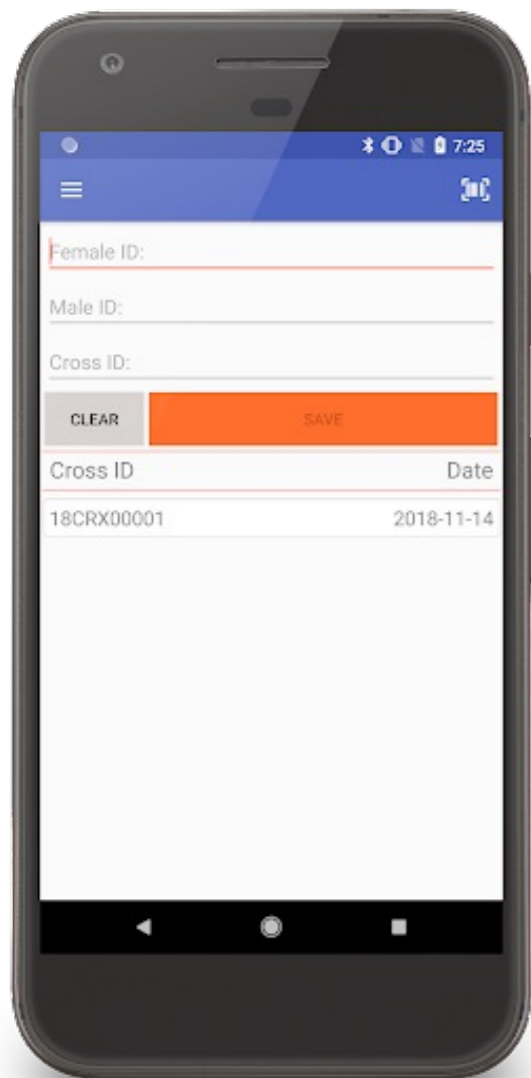 7:25
Female ID:
Male ID:
Cross ID:
CLEAR SAVE
Cross ID Date
18CRX00001 2018-11-14